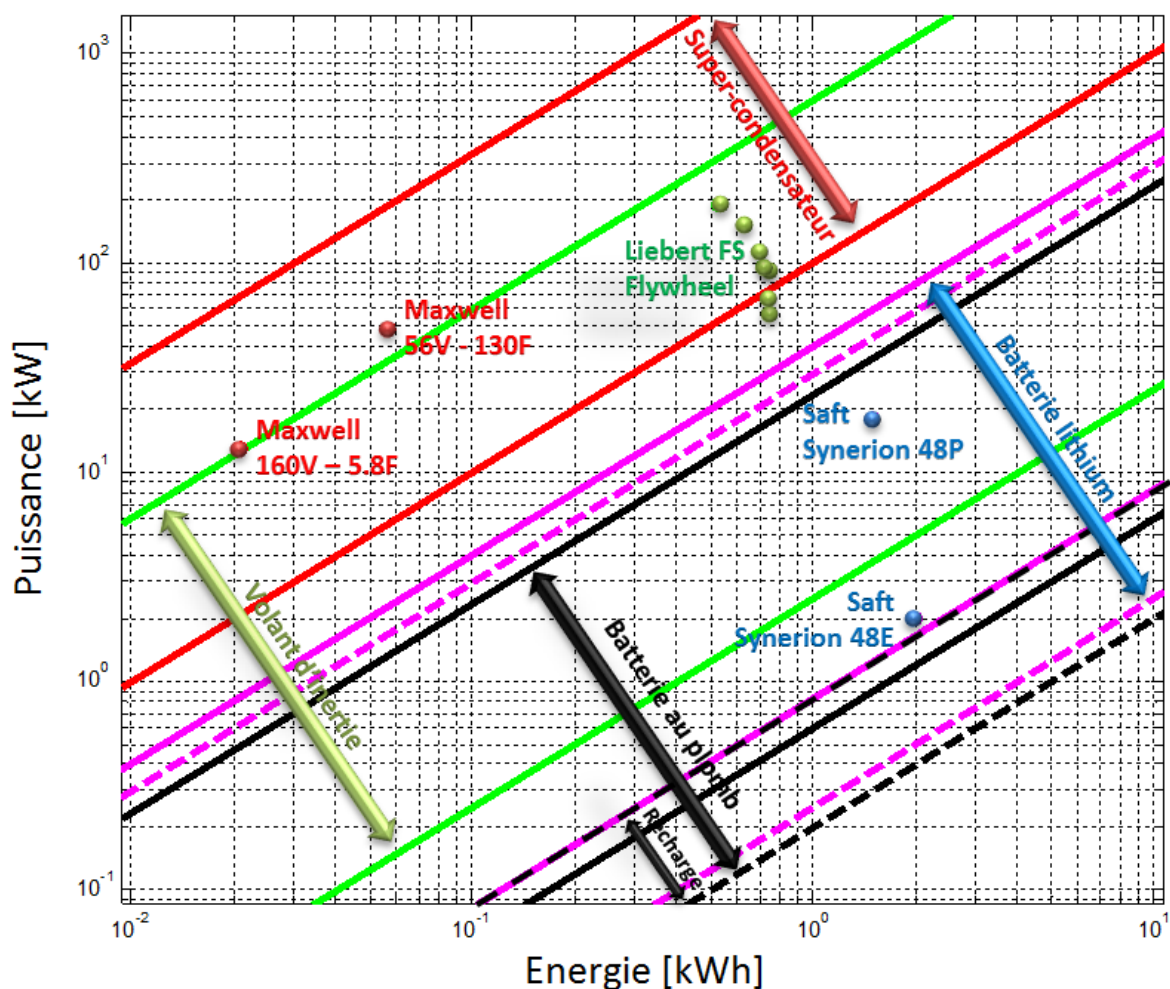 10³
10²
10¹
10⁰
10⁻¹
10⁻²
10⁻¹
10⁰
10¹
Puissance [kW]
Energie [kWh]
Super-condensateur
Liebert FS
Flywheel
Maxwell
56V - 130F
Maxwell
160V – 5.8F
Saft
Synerion 48P
Batterie lithium
Volant d'inertie
Batterie au plomb
Saft
Synerion 48E
Recharge